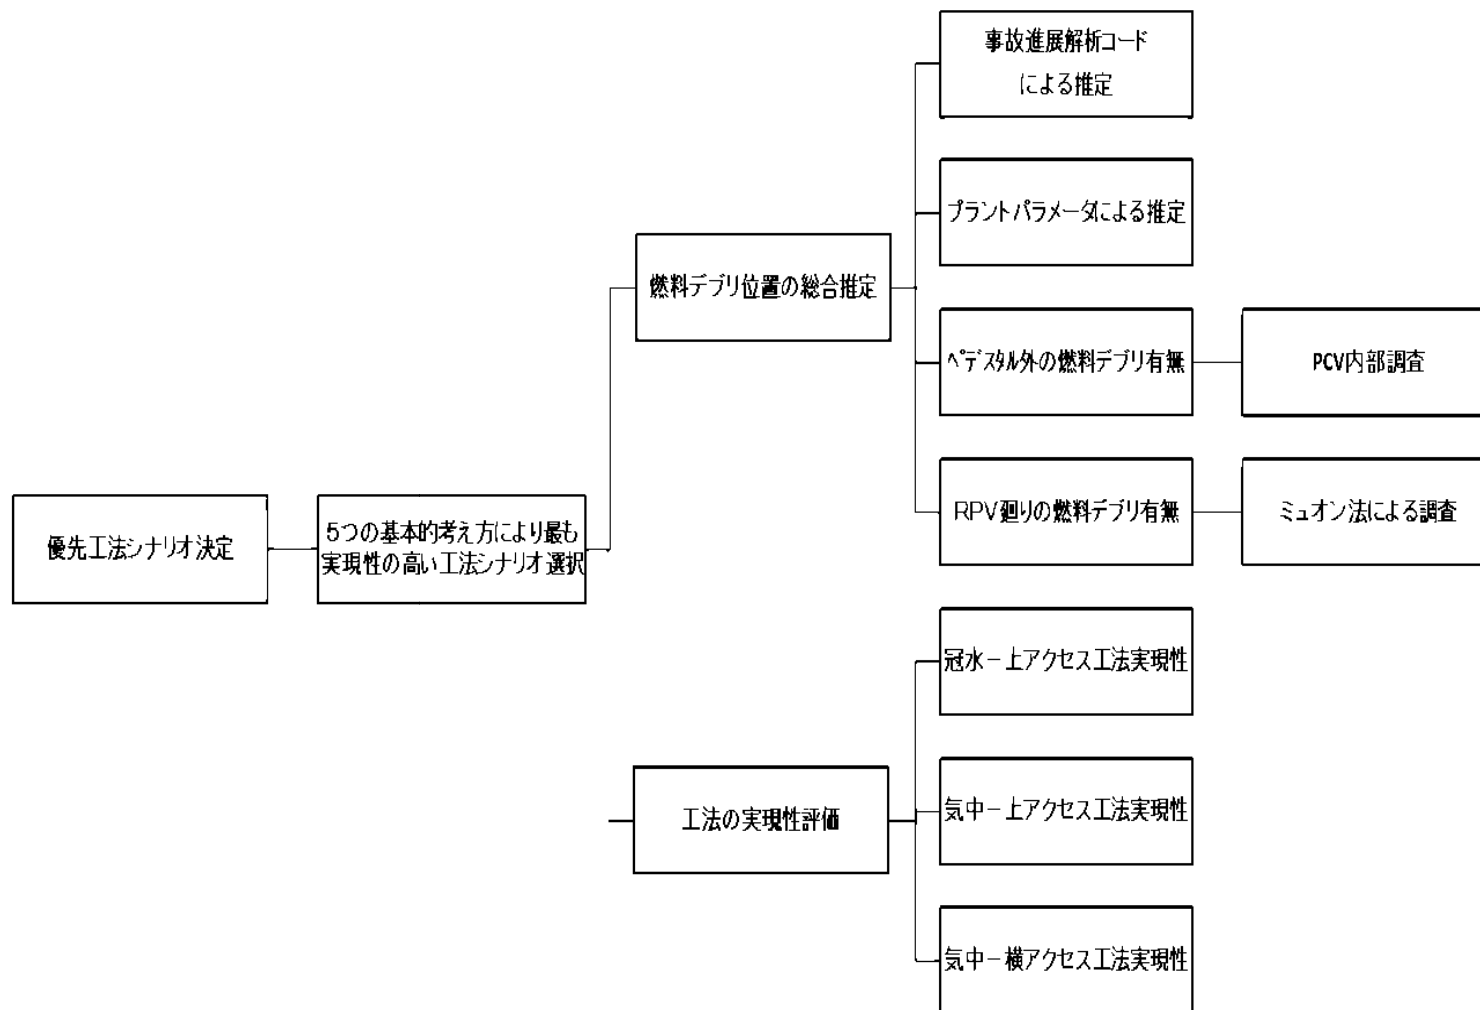 事故進展解析コード
による推定
プラントパラメータによる推定
燃料デブリ位置の総合推定
ペデスタル外の燃料デブリ有無
PCV内部調査
RPV廻りの燃料デブリ有無
ミュオン法による調査
優先工法シナリオ決定
5つの基本的考え方により最も
実現性の高い工法シナリオ選択
冠水－上アクセス工法実現性
工法の実現性評価
気中－上アクセス工法実現性
気中－横アクセス工法実現性